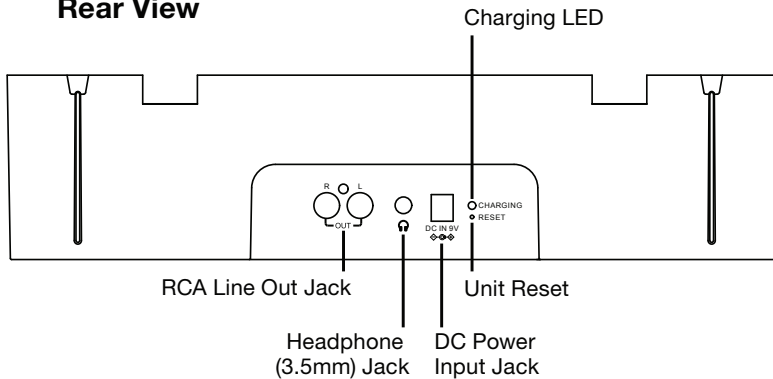 Rear View
Charging LED
R L
OUT
DC IN 9V
CHARGING
RESET
RCA Line Out Jack
Unit Reset
Headphone
(3.5mm) Jack
DC Power
Input Jack